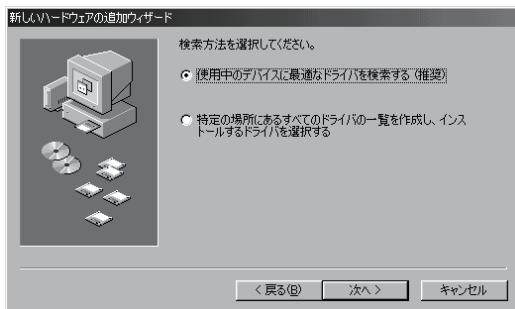 新しいハードウェアの追加ウィザード
検索方法を選択してください。
使用中のデバイスに最適なドライバを検索する (推奨)
特定の場所にあるすべてのドライバの一覧を作成し、インス
トールするドライバを選択する
< 戻る(B)
次へ >
キャンセル